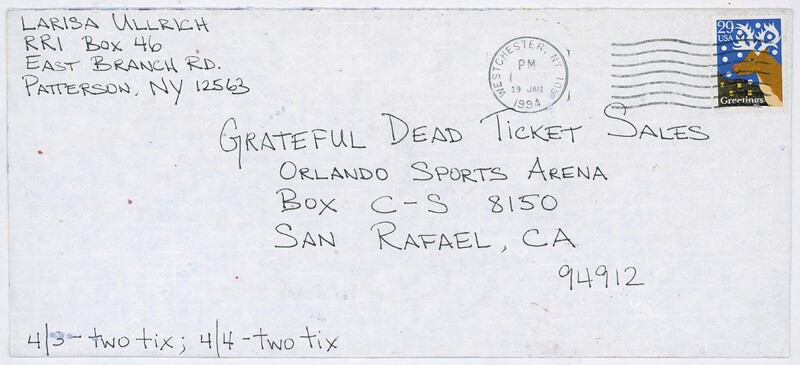 LARISA ULLRICH
RR1 BOX 46
EAST BRANCH RD.
PATTERSON, NY 12563
WESTCHESTER, NY 105
PM
19 JAN
1994
29
USA
Greetings
GRATEFUL DEAD TICKET SALES
ORLANDO SPORTS ARENA
BOX C-S 8150
SAN RAFAEL, CA
94912
4/3-two tix; 4/4-two tix